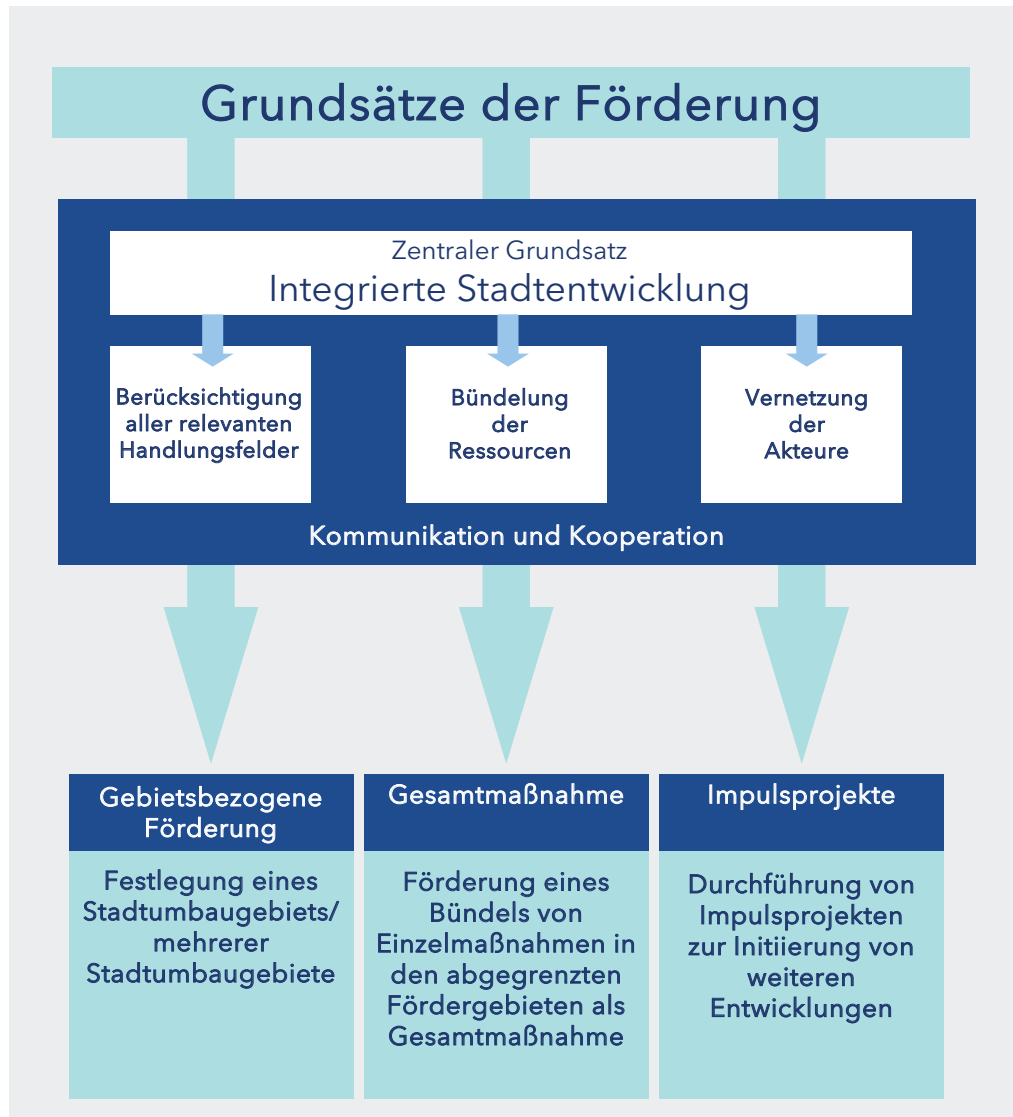 Grundsätze der Förderung
Zentraler Grundsatz
Integrierte Stadtentwicklung
Berücksichtigung
aller relevanten
Handlungsfelder
Bündelung
der
Ressourcen
Vernetzung
der
Akteure
Kommunikation und Kooperation
Gebietsbezogene
Förderung
Festlegung eines
Stadtumbaugebiets/
mehrerer
Stadtumbaugebiete
Gesamtmaßnahme
Förderung eines
Bündels von
Einzelmaßnahmen in
den abgegrenzten
Fördergebieten als
Gesamtmaßnahme
Impulsprojekte
Durchführung von
Impulsprojekten
zur Initiierung von
weiteren
Entwicklungen